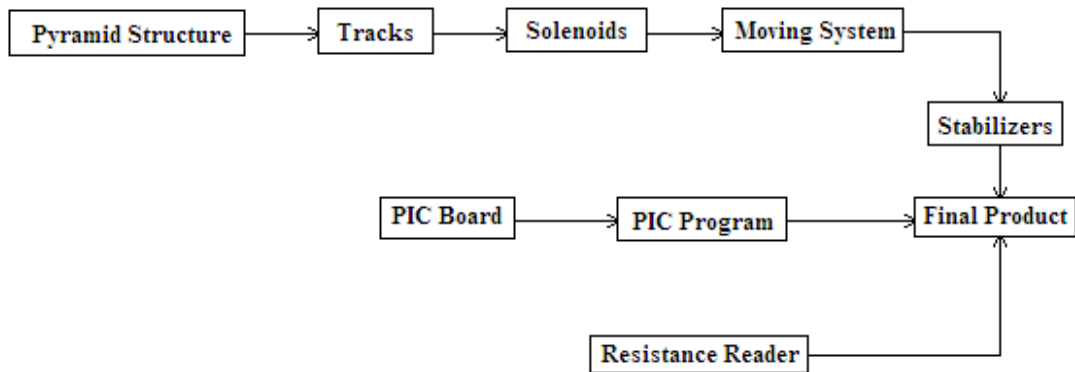 Pyramid Structure
Tracks
Solenoids
Moving System
Stabilizers
PIC Board
PIC Program
Final Product
Resistance Reader